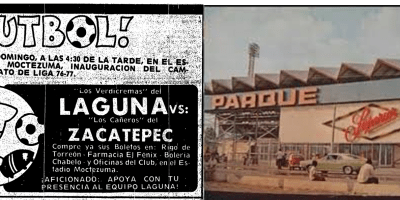 UTBOL!
DOMINGO, A LAS 4:30 DE LA TARDE, EN EL ES-
MOCTEZUMA, INAUGURACION DEL CAM-
ATO DE LIGA 76-77.
"Los Verdicremas" del
LAGUNA vs:
"Los Cañeros" del
ZACATEPEC
Compre ya sus Boletos en: Rigo de
Torreón - Farmacia El Fénix - Bolería
Chabelo - y Oficinas del Club, en el Es-
tadio Moctezuma.
¡AFICIONADO: APOYA CON TU
PRESENCIA AL EQUIPO LAGUNA!
PARQUE